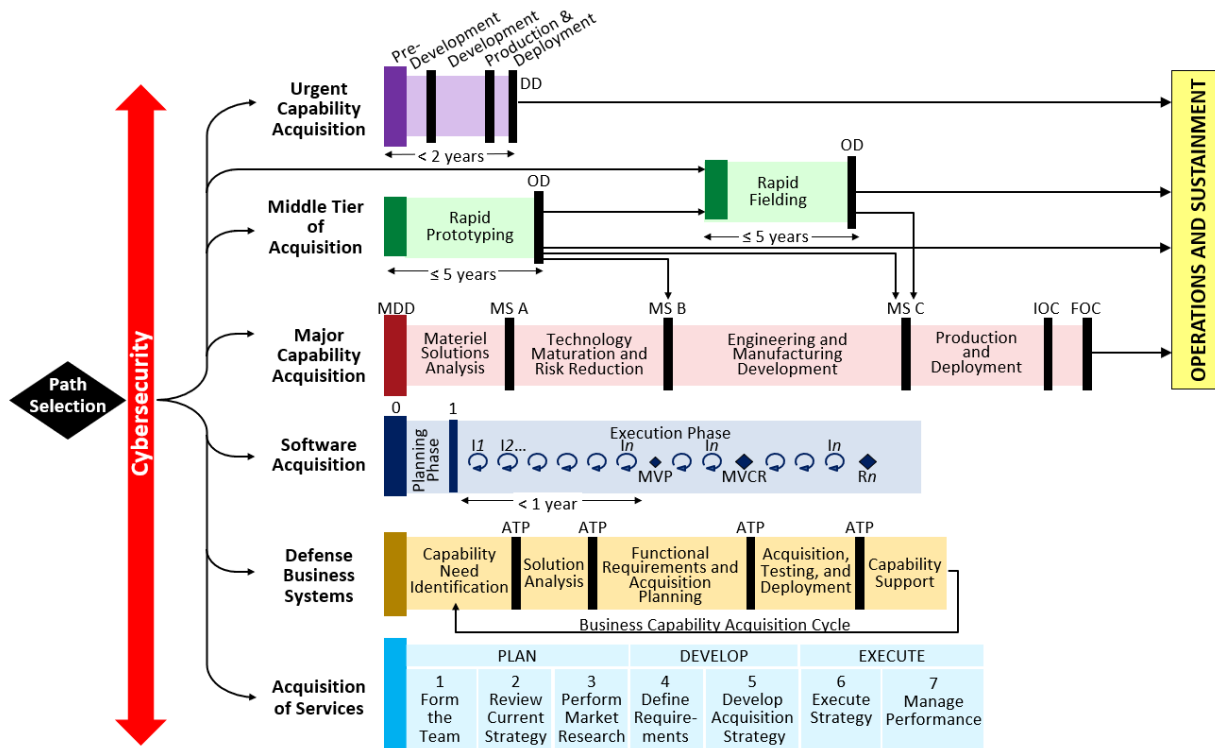 Pre-
Development
Development
Production &
Deployment
Urgent
Capability
Acquisition
DD
< 2 years
Middle Tier
of
Acquisition
Rapid
Prototyping
OD
≤ 5 years
Rapid
Fielding
OD
≤ 5 years
OPERATIONS AND SUSTAINMENT
Path
Selection
Cybersecurity
Major
Capability
Acquisition
MDD
MS A
MS B
MS C
IOC
FOC
Materiel
Solutions
Analysis
Technology
Maturation and
Risk Reduction
Engineering and
Manufacturing
Development
Production
and
Deployment
Software
Acquisition
0
1
Planning
Phase
Execution Phase
I1
I2...
In
In
In
MVP
MVCR
Rn
< 1 year
Defense
Business
Systems
ATP
ATP
ATP
ATP
Capability
Need
Identification
Solution
Analysis
Functional
Requirements and
Acquisition
Planning
Acquisition,
Testing, and
Deployment
Capability
Support
Business Capability Acquisition Cycle
Acquisition
of Services
PLAN
DEVELOP
EXECUTE
1
Form
the
Team
2
Review
Current
Strategy
3
Perform
Market
Research
4
Define
Require-
ments
5
Develop
Acquisition
Strategy
6
Execute
Strategy
7
Manage
Performance